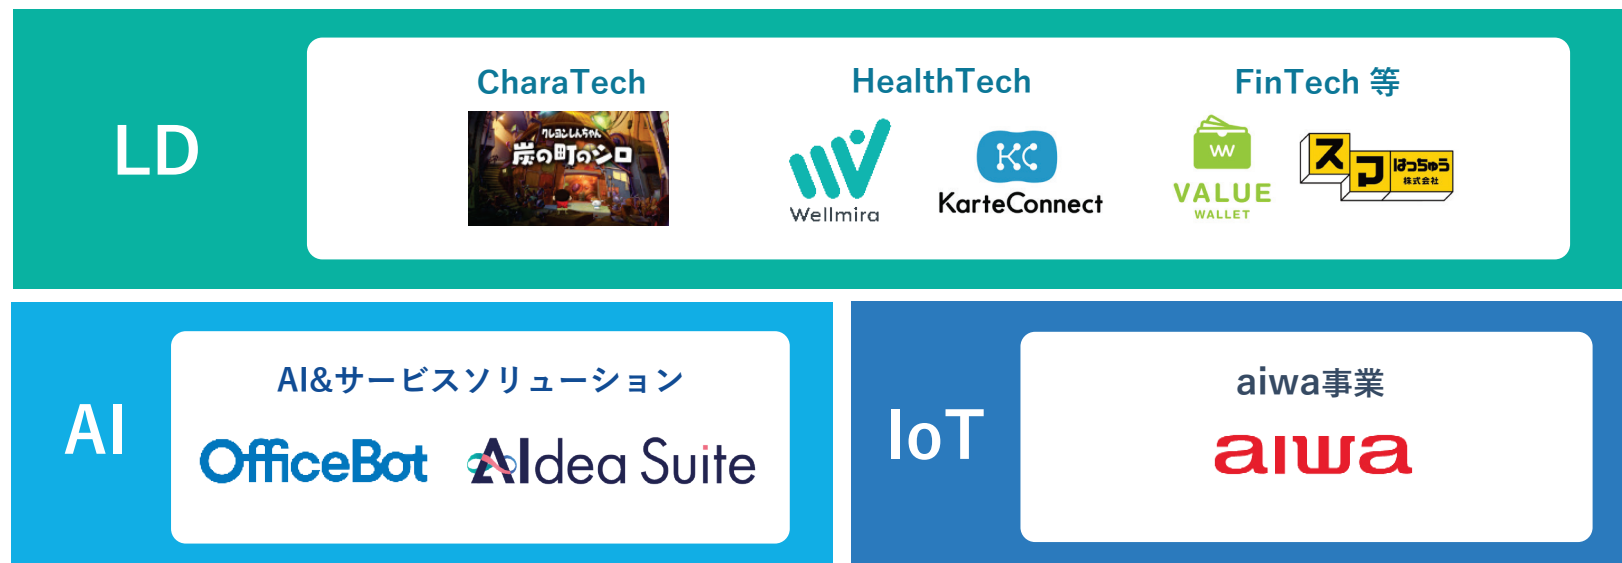 LD
CharaTech
クレヨンしんちゃん
炭の町のシロ
HealthTech
Wellmira
KC
KarteConnect
FinTech 等
VALUE
WALLET
スマ
はっちゅう
株式会社
AI
AI&サービスソリューション
OfficeBot
AIdea Suite
IoT
aiwa事業
aiwa